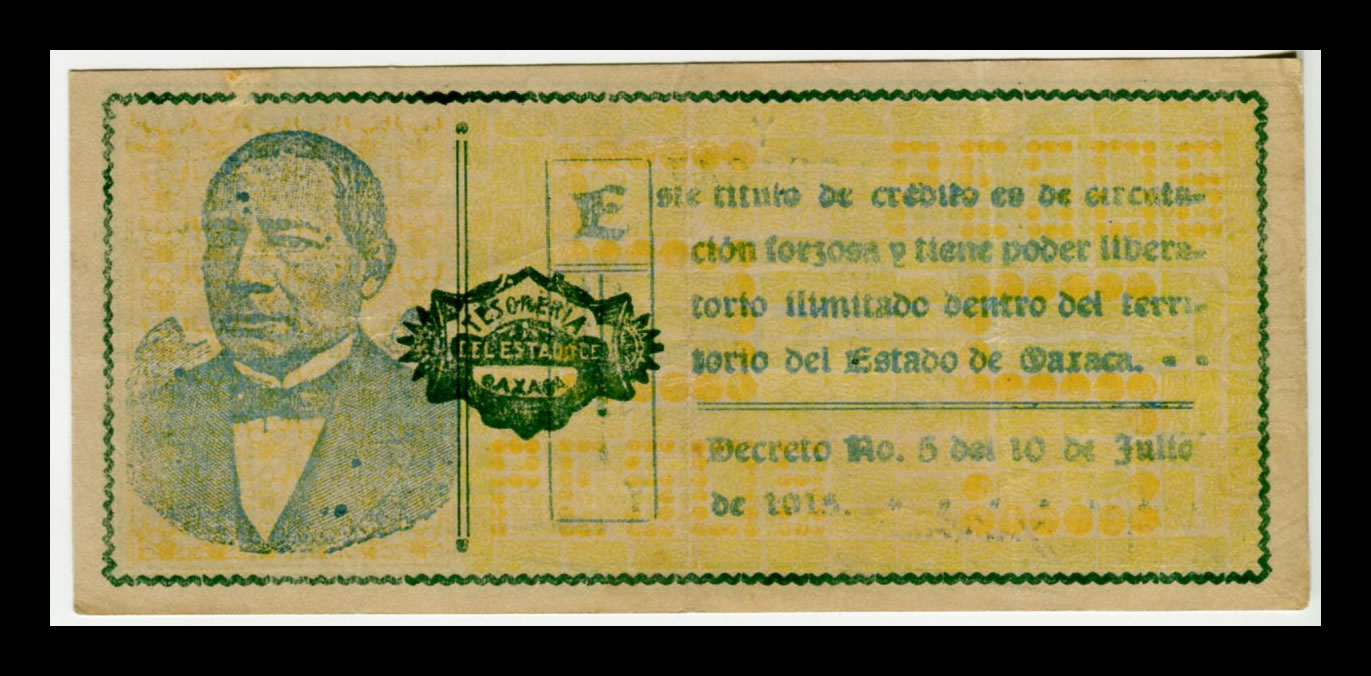 Este titulo de crédito es de circula-
ción forzosa y tiene poder libera-
torio ilimitado dentro del terri-
torio del Estado de Oaxaca. - -
Decreto No. 5 del 10 de Julio
de 1915.
TESORERIA
DEL ESTADO DE
OAXACA